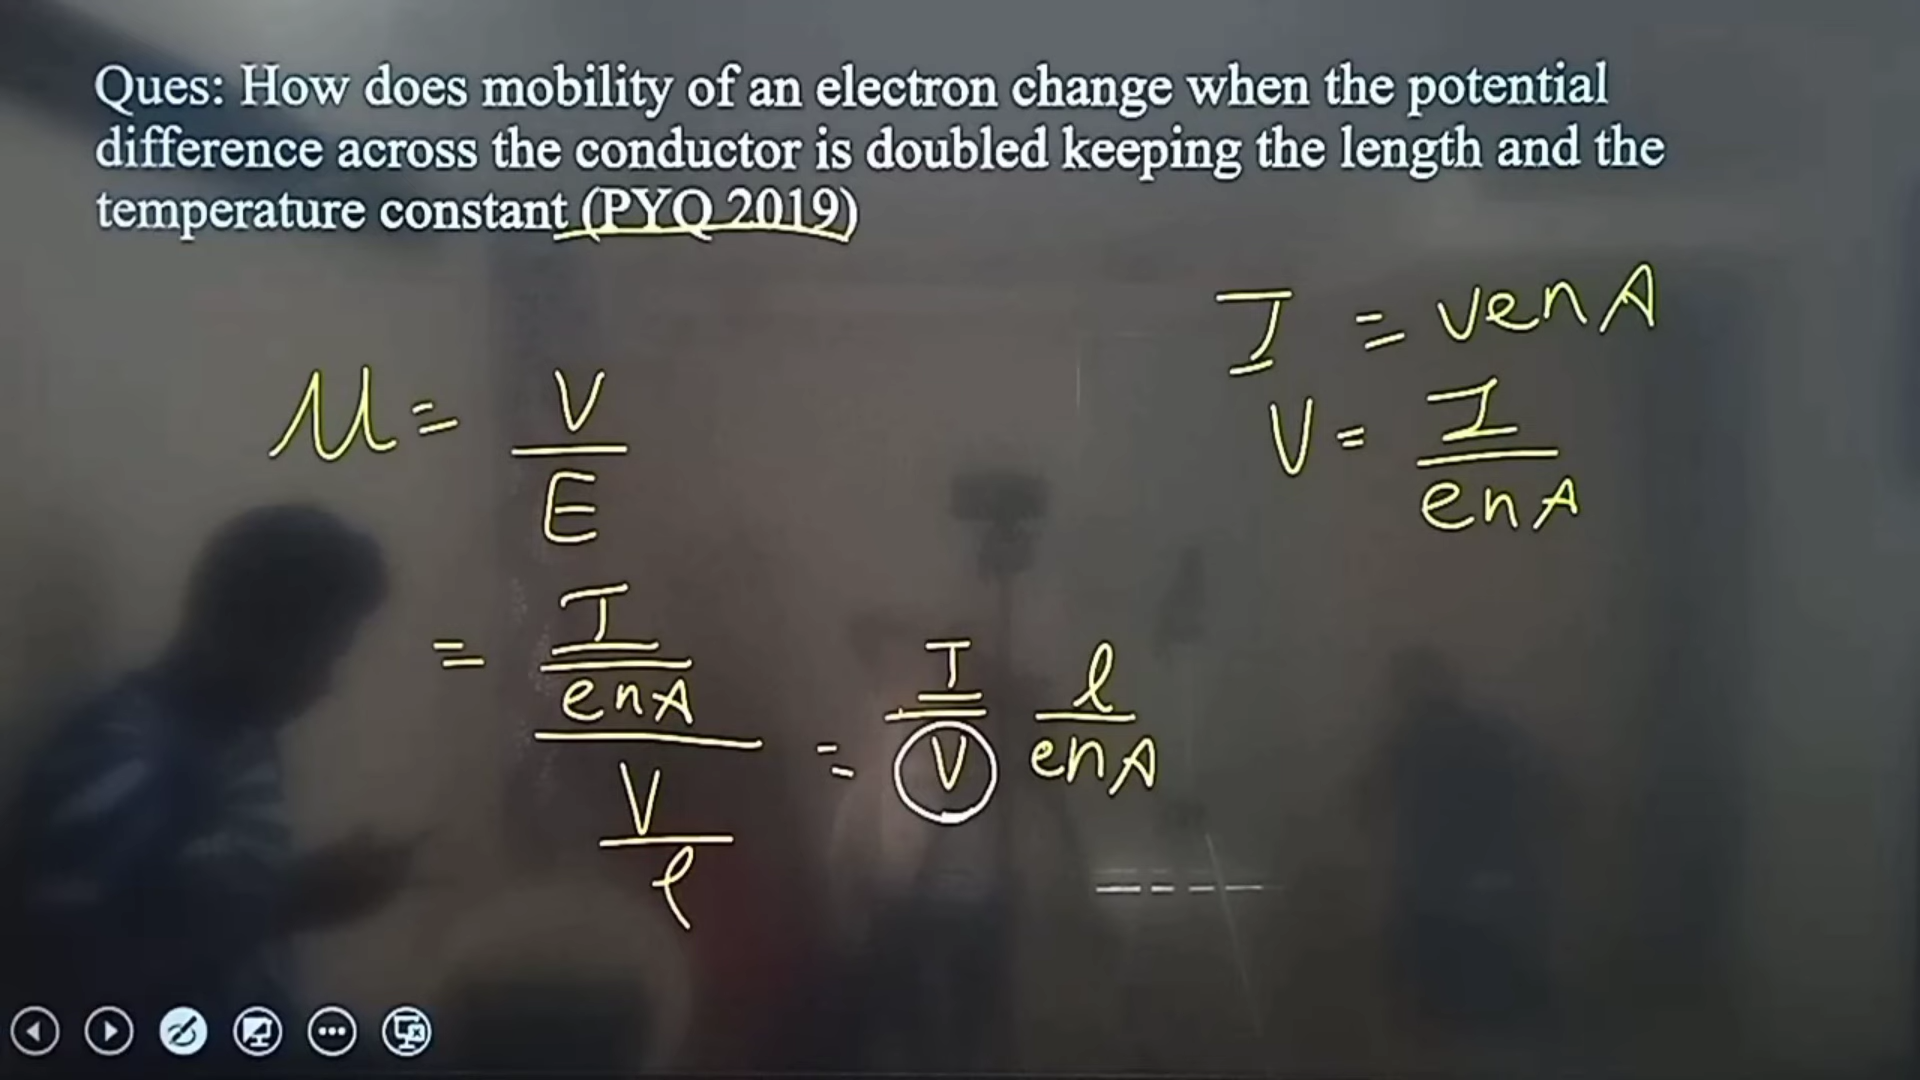 Ques: How does mobility of an electron change when the potential
difference across the conductor is doubled keeping the length and the
temperature constant (PYQ 2019)
I = venA
V = I / enA
μ = V / E
= I / enA / V / l = I / V l / enA